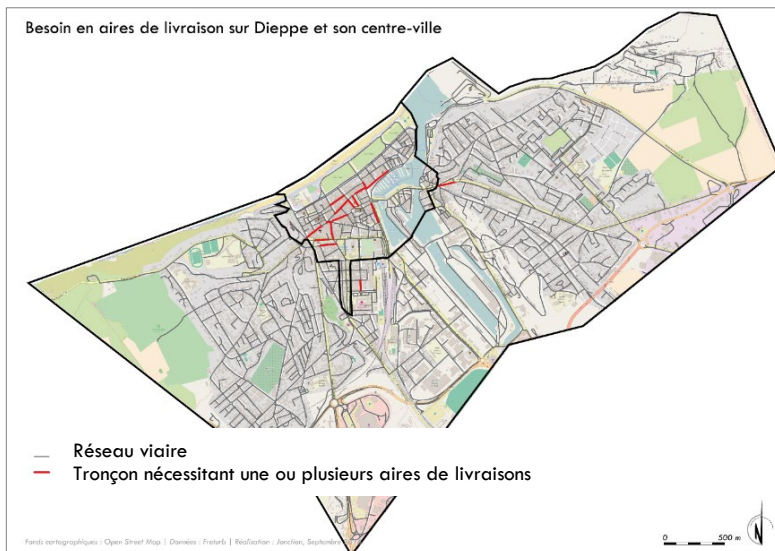 Besoin en aires de livraison sur Dieppe et son centre-ville
Réseau viaire
Tronçon nécessitant une ou plusieurs aires de livraisons
Fonds cartographiques : Open Street Map | Données : Freturb | Réalisation : Jonction, Septembre
0 500 m